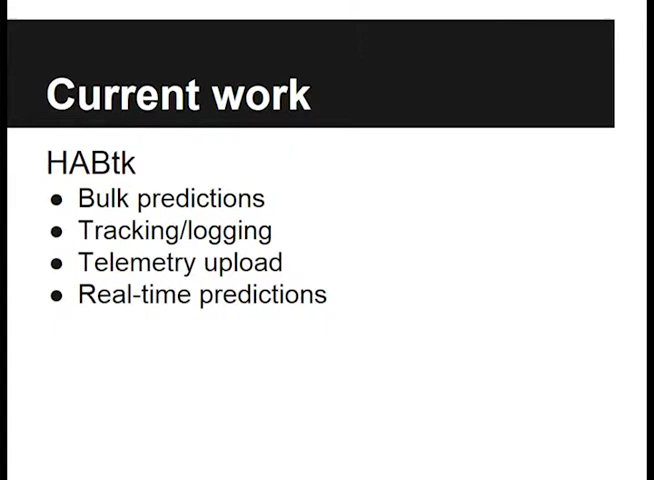 Current work
HABtk
● Bulk predictions
● Tracking/logging
● Telemetry upload
● Real-time predictions